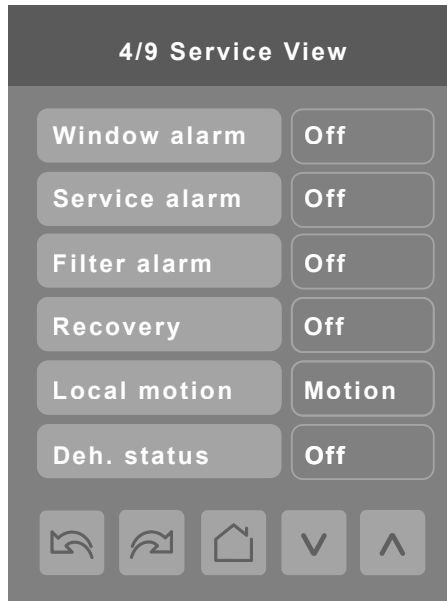 4/9 Service View
Window alarm Off
Service alarm Off
Filter alarm Off
Recovery Off
Local motion Motion
Deh. status Off